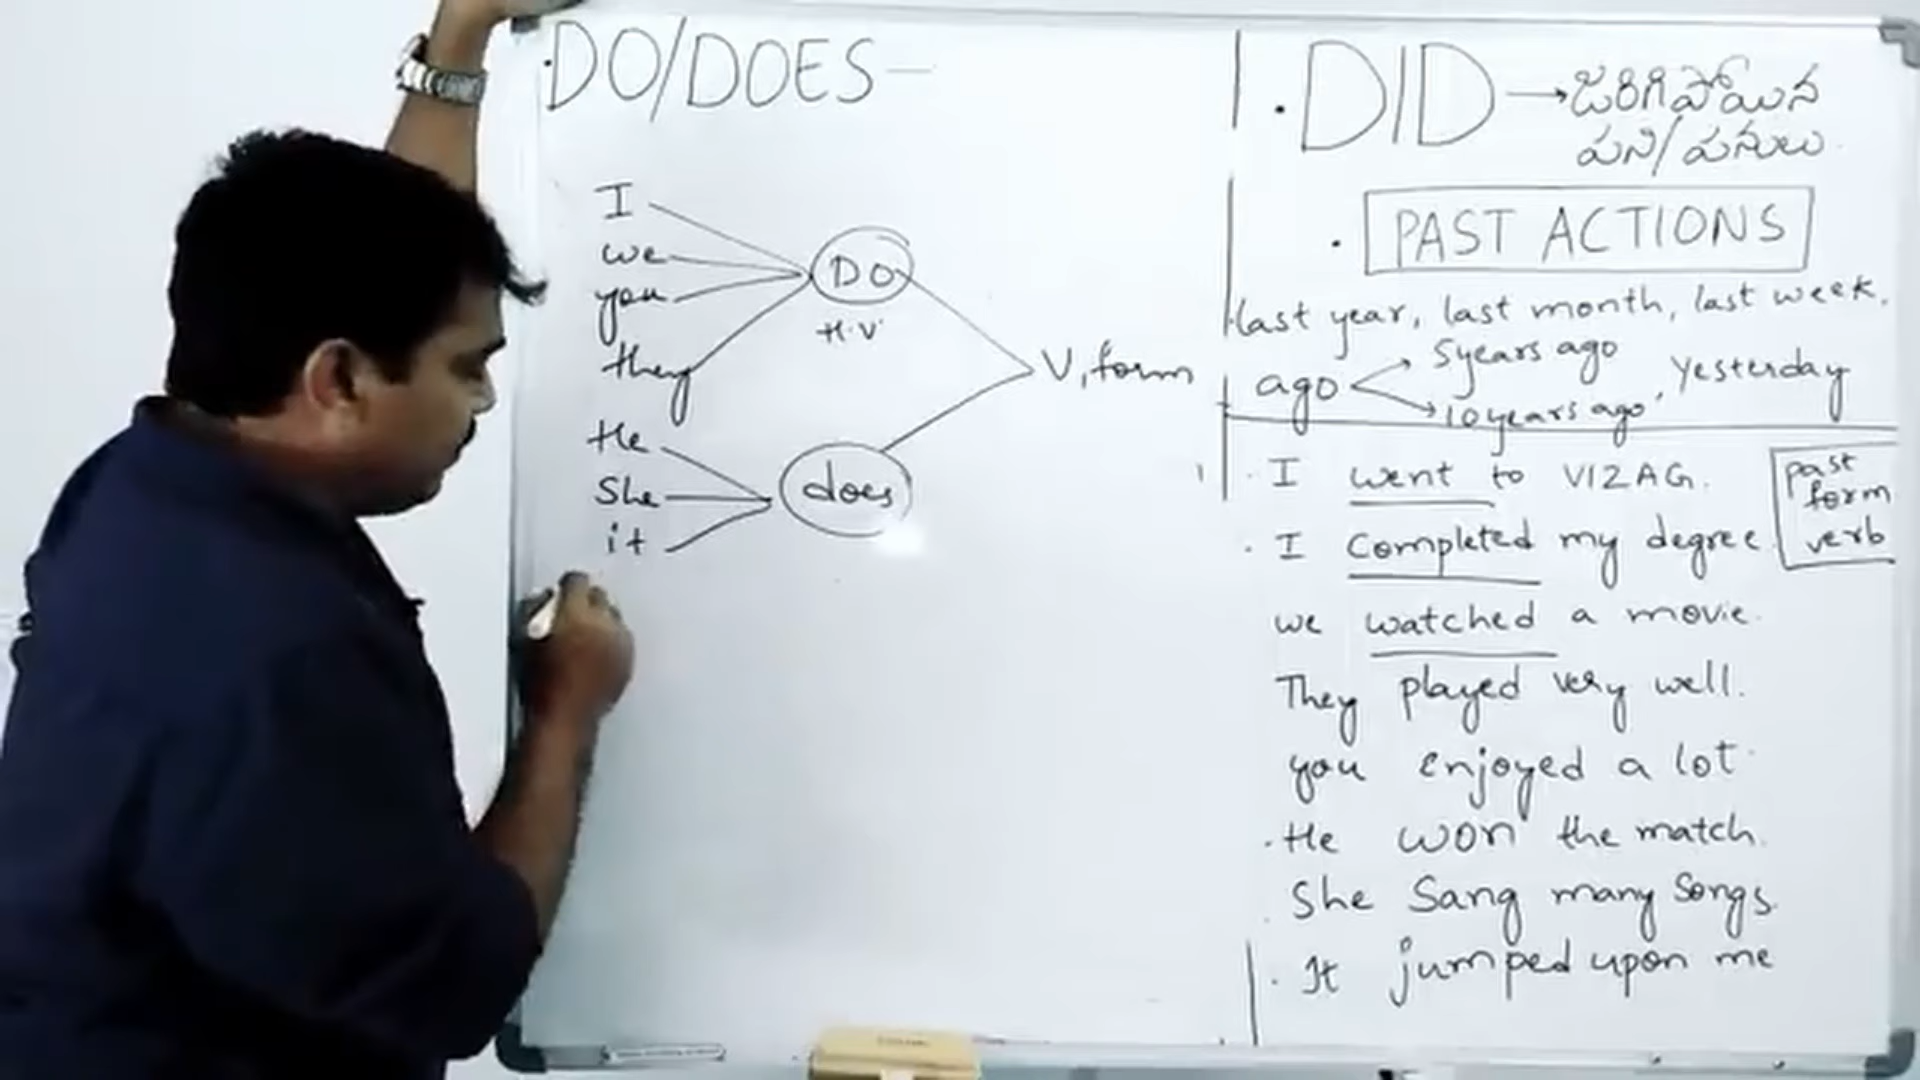 DO/DOES —
I
we
you
they
DO
H.V
V, form
He
She
it
does
DID → జరిగిపోయిన
పని/పనులు
PAST ACTIONS
last year, last month, last week,
ago
5years ago
10years ago, Yesterday
I went to VIZAG.
I Completed my degree
past
form
verb
we watched a movie.
They played very well.
you enjoyed a lot
He won the match.
She Sang many Songs.
It jumped upon me